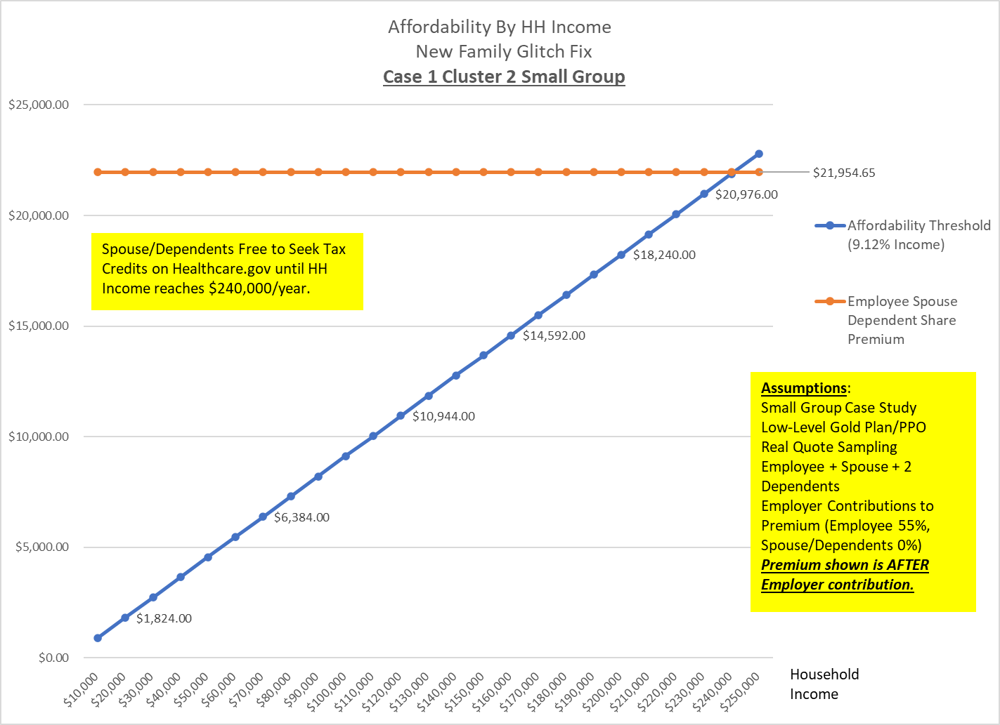 Affordability By HH Income
New Family Glitch Fix
Case 1 Cluster 2 Small Group
$25,000.00
$20,000.00
$15,000.00
$10,000.00
$5,000.00
$0.00
$21,954.65
$20,976.00
$18,240.00
$14,592.00
$10,944.00
$6,384.00
$1,824.00
Spouse/Dependents Free to Seek Tax
Credits on Healthcare.gov until HH
Income reaches $240,000/year.
Affordability Threshold
(9.12% Income)
Employee Spouse
Dependent Share
Premium
Assumptions:
Small Group Case Study
Low-Level Gold Plan/PPO
Real Quote Sampling
Employee + Spouse + 2
Dependents
Employer Contributions to
Premium (Employee 55%,
Spouse/Dependents 0%)
Premium shown is AFTER
Employer contribution.
$10,000
$20,000
$30,000
$40,000
$50,000
$60,000
$70,000
$80,000
$90,000
$100,000
$110,000
$120,000
$130,000
$140,000
$150,000
$160,000
$170,000
$180,000
$190,000
$200,000
$210,000
$220,000
$230,000
$240,000
$250,000
Household
Income